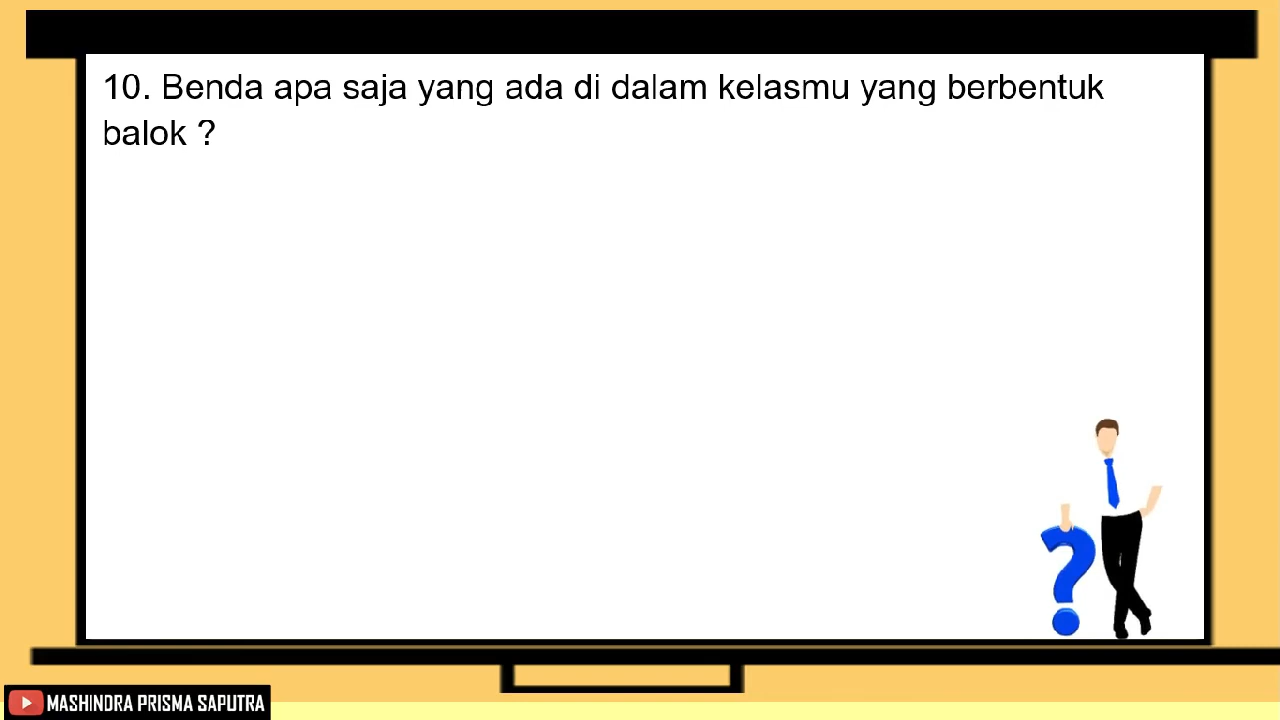 10. Benda apa saja yang ada di dalam kelasmu yang berbentuk
balok ?
MASHINDRA PRISMA SAPUTRA